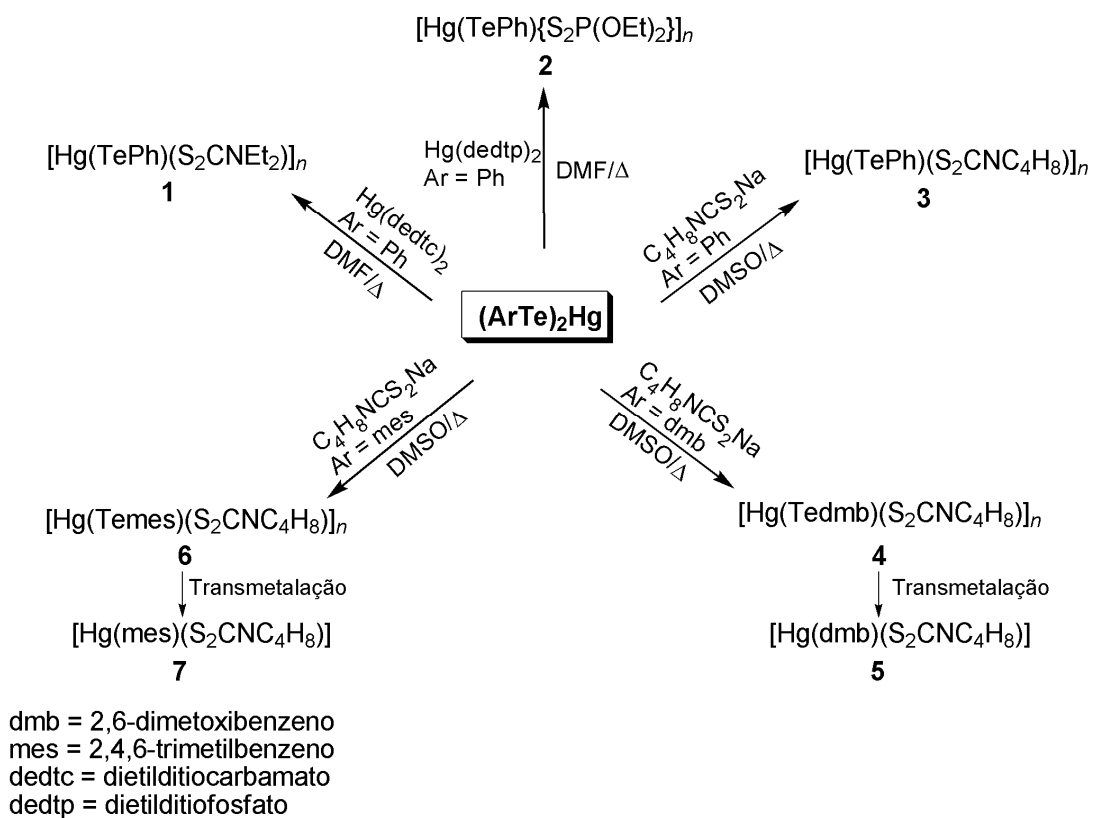 [Hg(TePh){S₂P(OEt)₂}]ₙ
2
[Hg(TePh)(S₂CNEt₂)]ₙ
1
Hg(dedtc)₂
Ar = Ph
DMF/Δ
Hg(dedtp)₂
Ar = Ph
DMF/Δ
[Hg(TePh)(S₂CNC₄H₈)]ₙ
3
C₄H₈NCS₂Na
Ar = Ph
DMSO/Δ
(ArTe)₂Hg
C₄H₈NCS₂Na
Ar = mes
DMSO/Δ
C₄H₈NCS₂Na
Ar = dmb
DMSO/Δ
[Hg(Temes)(S₂CNC₄H₈)]ₙ
6
Transmetalação
[Hg(mes)(S₂CNC₄H₈)]
7
[Hg(Tedmb)(S₂CNC₄H₈)]ₙ
4
Transmetalação
[Hg(dmb)(S₂CNC₄H₈)]
5
dmb = 2,6-dimetoxibenzeno
mes = 2,4,6-trimetilbenzeno
dedtc = dietilditiocarbamato
dedtp = dietilditiofosfato